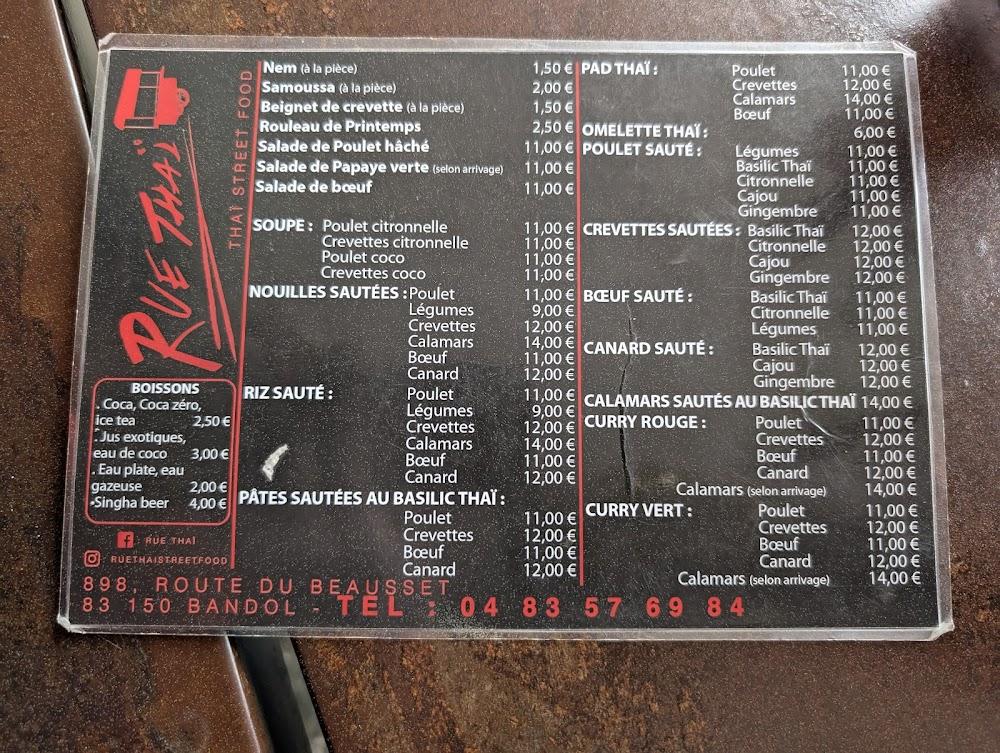 RUE THAÏ
THAÏ STREET FOOD
BOISSONS
. Coca, Coca zéro,
ice tea 2,50 €
. Jus exotiques,
eau de coco 3,00 €
. Eau plate, eau
gazeuse 2,00 €
•Singha beer 4,00 €
: RUE THAÏ
: RUETHAISTREETFOOD
Nem (à la pièce) 1,50 €
Samoussa (à la pièce) 2,00 €
Beignet de crevette (à la pièce) 1,50 €
Rouleau de Printemps 2,50 €
Salade de Poulet hâché 11,00 €
Salade de Papaye verte (selon arrivage) 11,00 €
Salade de bœuf 11,00 €
SOUPE : Poulet citronnelle 11,00 €
Crevettes citronnelle 11,00 €
Poulet coco 11,00 €
Crevettes coco 11,00 €
NOUILLES SAUTÉES : Poulet 11,00 €
Légumes 9,00 €
Crevettes 12,00 €
Calamars 14,00 €
Bœuf 11,00 €
Canard 12,00 €
RIZ SAUTÉ : Poulet 11,00 €
Légumes 9,00 €
Crevettes 12,00 €
Calamars 14,00 €
Bœuf 11,00 €
Canard 12,00 €
PÂTES SAUTÉES AU BASILIC THAÏ :
Poulet 11,00 €
Crevettes 12,00 €
Bœuf 11,00 €
Canard 12,00 €
PAD THAÏ : Poulet 11,00 €
Crevettes 12,00 €
Calamars 14,00 €
Bœuf 11,00 €
OMELETTE THAÏ : 6,00 €
POULET SAUTÉ : Légumes 11,00 €
Basilic Thaï 11,00 €
Citronnelle 11,00 €
Cajou 11,00 €
Gingembre 11,00 €
CREVETTES SAUTÉES : Basilic Thaï 12,00 €
Citronnelle 12,00 €
Cajou 12,00 €
Gingembre 12,00 €
BŒUF SAUTÉ : Basilic Thaï 11,00 €
Citronnelle 11,00 €
Légumes 11,00 €
CANARD SAUTÉ : Basilic Thaï 12,00 €
Cajou 12,00 €
Gingembre 12,00 €
CALAMARS SAUTÉS AU BASILIC THAÏ 14,00 €
CURRY ROUGE : Poulet 11,00 €
Crevettes 12,00 €
Bœuf 11,00 €
Canard 12,00 €
Calamars (selon arrivage) 14,00 €
CURRY VERT : Poulet 11,00 €
Crevettes 12,00 €
Bœuf 11,00 €
Canard 12,00 €
Calamars (selon arrivage) 14,00 €
898, ROUTE DU BEAUSSET
83 150 BANDOL - TEL : 04 83 57 69 84